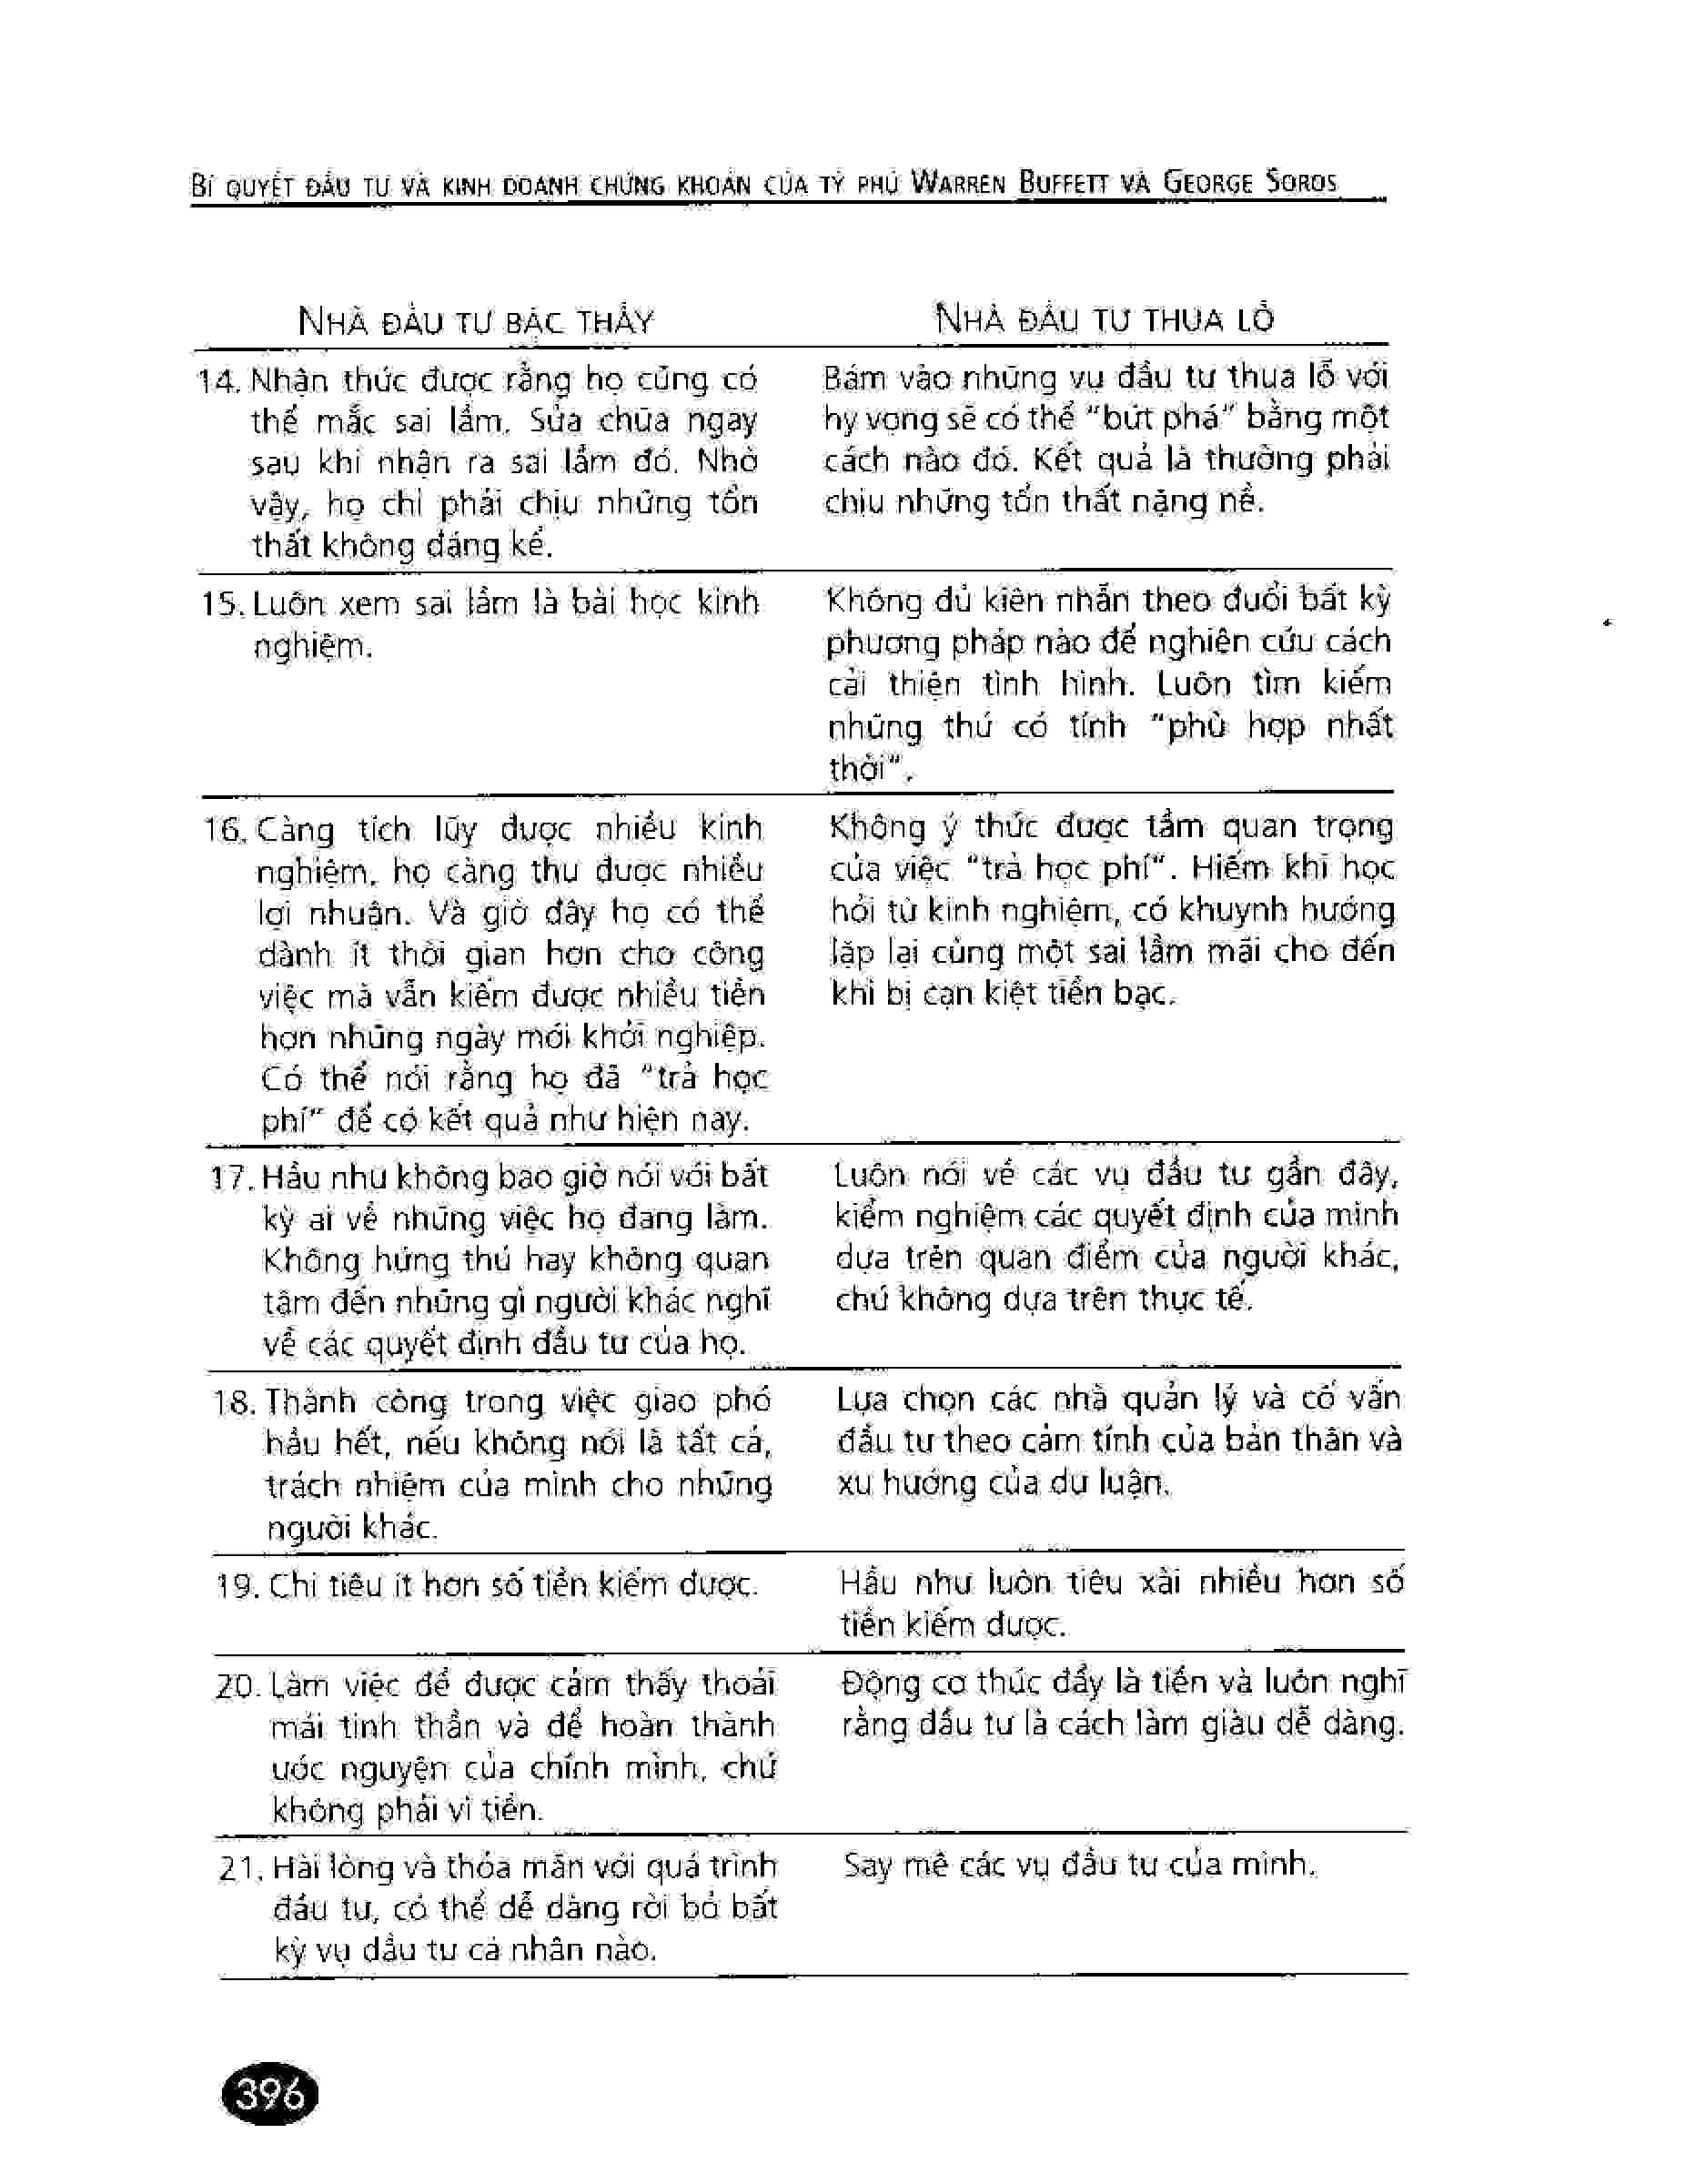 BÍ QUYẾT ĐẦU TƯ VÀ KINH DOANH CHỨNG KHOÁN CỦA TỶ PHÚ WARREN BUFFETT VÀ GEORGE SOROS
NHÀ ĐẦU TƯ BẬC THẦY
14. Nhận thức được rằng họ cũng có
thể mắc sai lầm. Sửa chữa ngay
sau khi nhận ra sai lầm đó. Nhờ
vậy, họ chỉ phải chịu những tổn
thất không đáng kể.
NHÀ ĐẦU TƯ THUA LỖ
Bám vào những vụ đầu tư thua lỗ với
hy vọng sẽ có thể "bứt phá" bằng một
cách nào đó. Kết quả là thường phải
chịu những tổn thất nặng nề.
15. Luôn xem sai lầm là bài học kinh
nghiệm.
Không đủ kiên nhẫn theo đuổi bất kỳ
phương pháp nào để nghiên cứu cách
cải thiện tình hình. Luôn tìm kiếm
những thứ có tính "phù hợp nhất
thời".
16. Càng tích lũy được nhiều kinh
nghiệm, họ càng thu được nhiều
lợi nhuận. Và giờ đây họ có thể
dành ít thời gian hơn cho công
việc mà vẫn kiếm được nhiều tiền
hơn những ngày mới khởi nghiệp.
Có thể nói rằng họ đã "trả học
phí" để có kết quả như hiện nay.
Không ý thức được tầm quan trọng
của việc "trả học phí". Hiếm khi học
hỏi từ kinh nghiệm, có khuynh hướng
lặp lại cùng một sai lầm mãi cho đến
khi bị cạn kiệt tiền bạc.
17. Hầu như không bao giờ nói với bất
kỳ ai về những việc họ đang làm.
Không hứng thú hay không quan
tâm đến những gì người khác nghĩ
về các quyết định đầu tư của họ.
Luôn nói về các vụ đầu tư gần đây,
kiểm nghiệm các quyết định của mình
dựa trên quan điểm của người khác,
chứ không dựa trên thực tế.
18. Thành công trong việc giao phó
hầu hết, nếu không nói là tất cả,
trách nhiệm của mình cho những
người khác.
Lựa chọn các nhà quản lý và cố vấn
đầu tư theo cảm tính của bản thân và
xu hướng của dư luận.
19. Chi tiêu ít hơn số tiền kiếm được.
Hầu như luôn tiêu xài nhiều hơn số
tiền kiếm được.
20. Làm việc để được cảm thấy thoải
mái tinh thần và để hoàn thành
ước nguyện của chính mình, chứ
không phải vì tiền.
Động cơ thúc đẩy là tiền và luôn nghĩ
rằng đầu tư là cách làm giàu dễ dàng.
21. Hài lòng và thỏa mãn với quá trình
đầu tư, có thể dễ dàng rời bỏ bất
kỳ vụ đầu tư cá nhân nào.
Say mê các vụ đầu tư của mình.
396